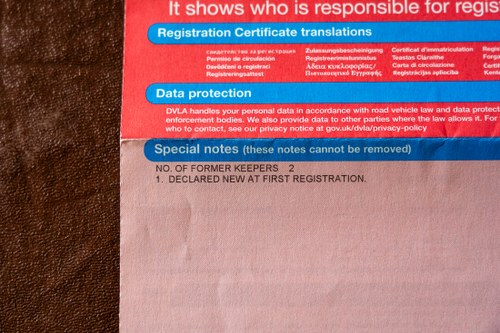 It shows who is responsible for regis
Registration Certificate translations
свидетелство за регистрация Zulassungsbescheinigung Certificat d'immatriculation Regis
Permiso de circulación Registreerimistunnistus Teastas Cláraithe Forga
Osvědčení o registraci Άδεια κυκλοφορίας/ Carta di circolazione Certif
Registreringsattest Πιστοποιητικό Εγγραφής Reģistrācijas apliecība Kente
Data protection
DVLA handles your personal data in accordance with road vehicle law and data protect
enforcement bodies. We also provide data to other parties where the law allows it. For
who to contact, see our privacy notice at gov.uk/dvla/privacy-policy
Special notes (these notes cannot be removed)
NO. OF FORMER KEEPERS 2
1. DECLARED NEW AT FIRST REGISTRATION.